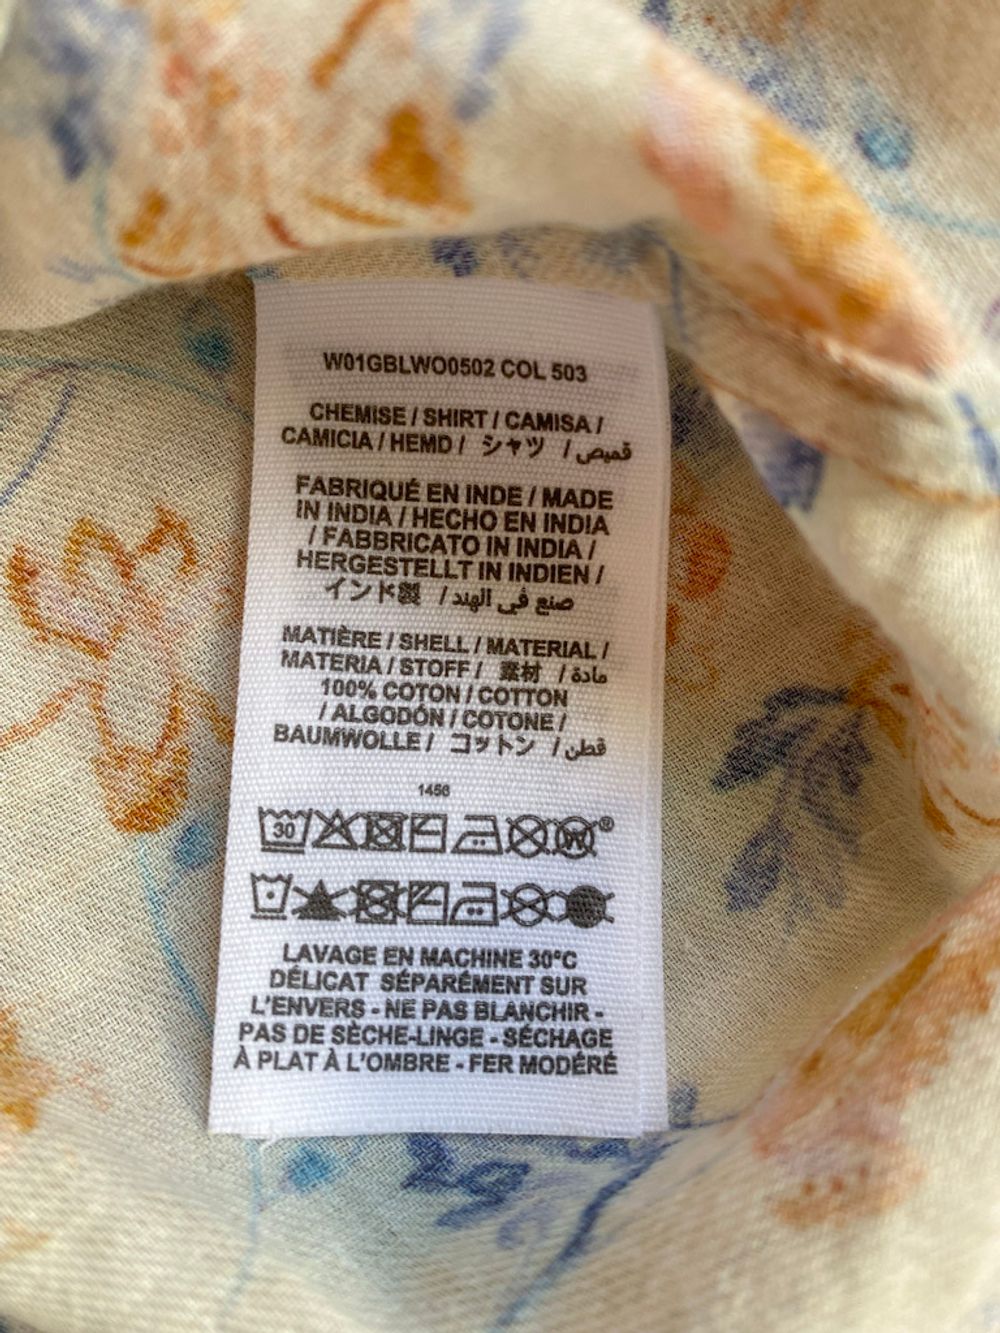 W01GBLWO0502 COL 503
CHEMISE / SHIRT / CAMISA /
CAMICIA / HEMD / シャツ / قميص
FABRIQUÉ EN INDE / MADE
IN INDIA / HECHO EN INDIA
/ FABBRICATO IN INDIA /
HERGESTELLT IN INDIEN /
インド製 / صنع في الهند
MATIÈRE / SHELL / MATERIAL /
MATERIA / STOFF / 素材 / مادة
100% COTON / COTTON
/ ALGODÓN / COTONE /
BAUMWOLLE / コットン / قطن
1456
30 W ®
LAVAGE EN MACHINE 30°C
DÉLICAT SÉPARÉMENT SUR
L'ENVERS - NE PAS BLANCHIR -
PAS DE SÈCHE-LINGE - SÉCHAGE
À PLAT À L'OMBRE - FER MODÉRÉ